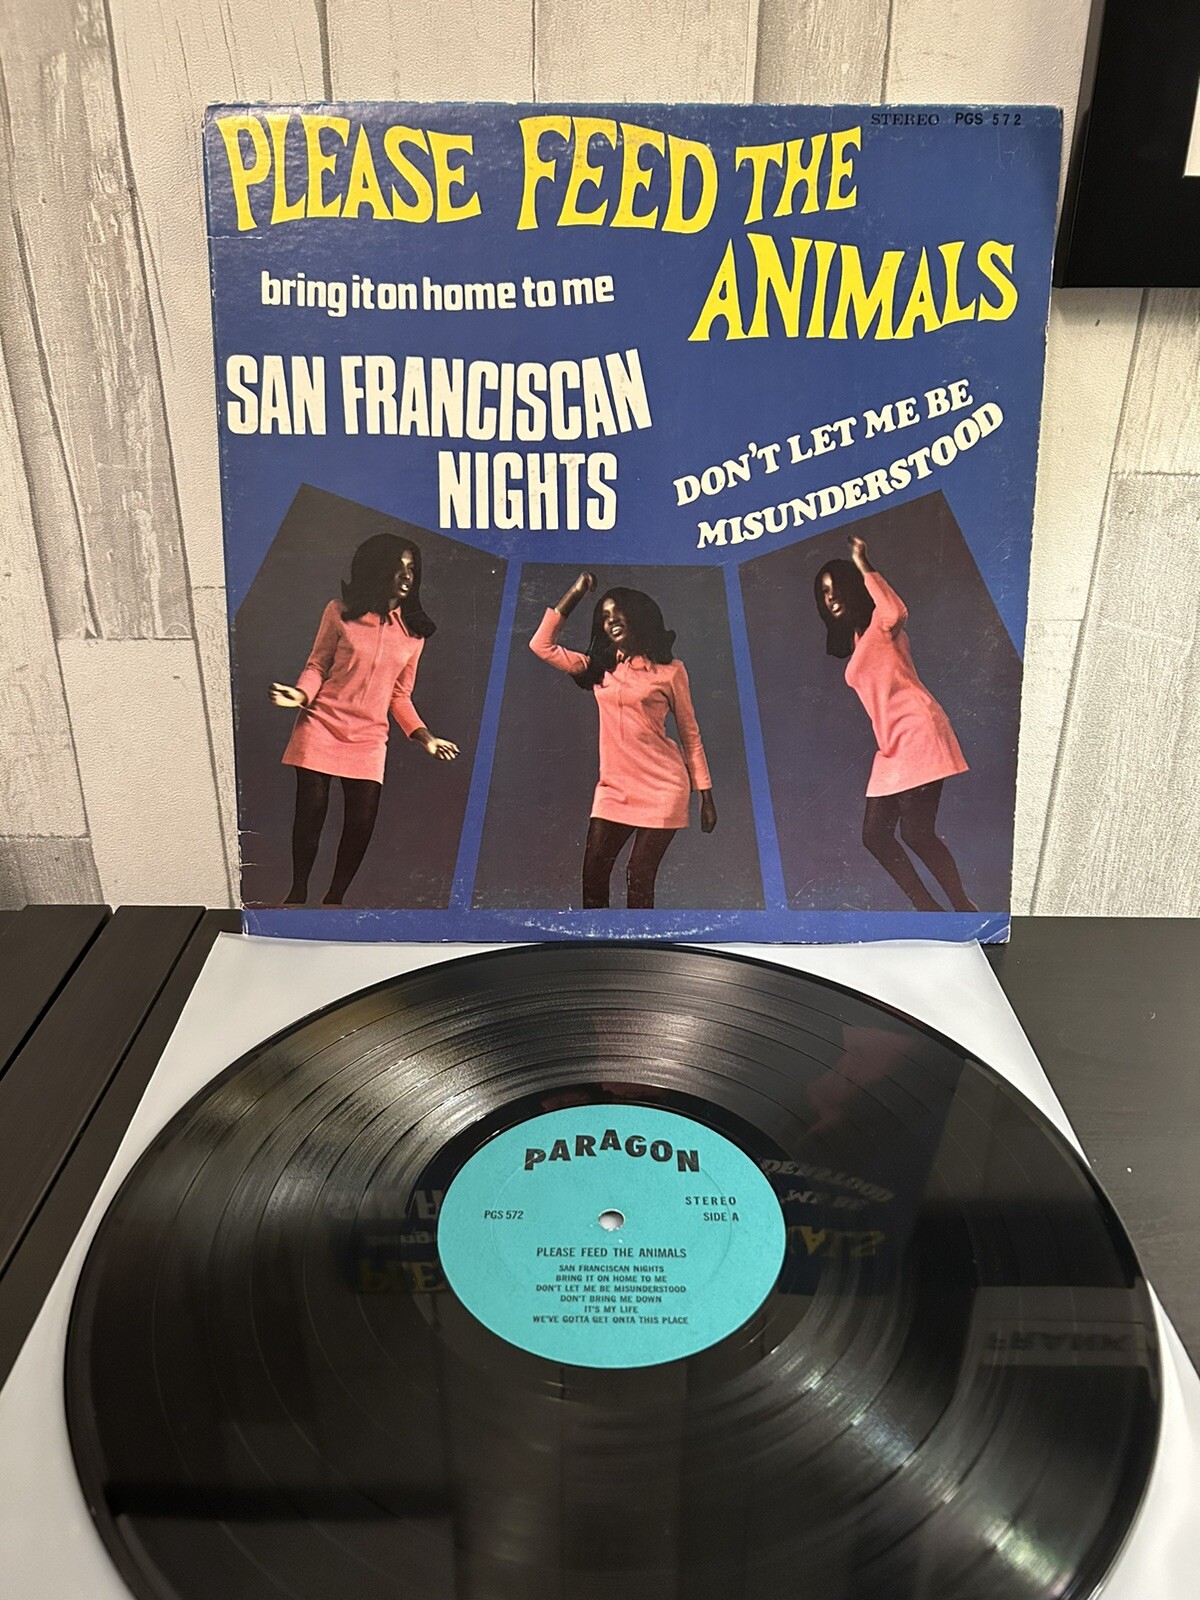 STEREO PGS 572
PLEASE FEED THE
ANIMALS
bring it on home to me
SAN FRANCISCAN
NIGHTS
DON'T LET ME BE
MISUNDERSTOOD
PARAGON
STEREO
PGS 572 SIDE A
PLEASE FEED THE ANIMALS
SAN FRANCISCAN NIGHTS
BRING IT ON HOME TO ME
DON'T LET ME BE MISUNDERSTOOD
DON'T BRING ME DOWN
IT'S MY LIFE
WE'VE GOTTA GET ONTA THIS PLACE